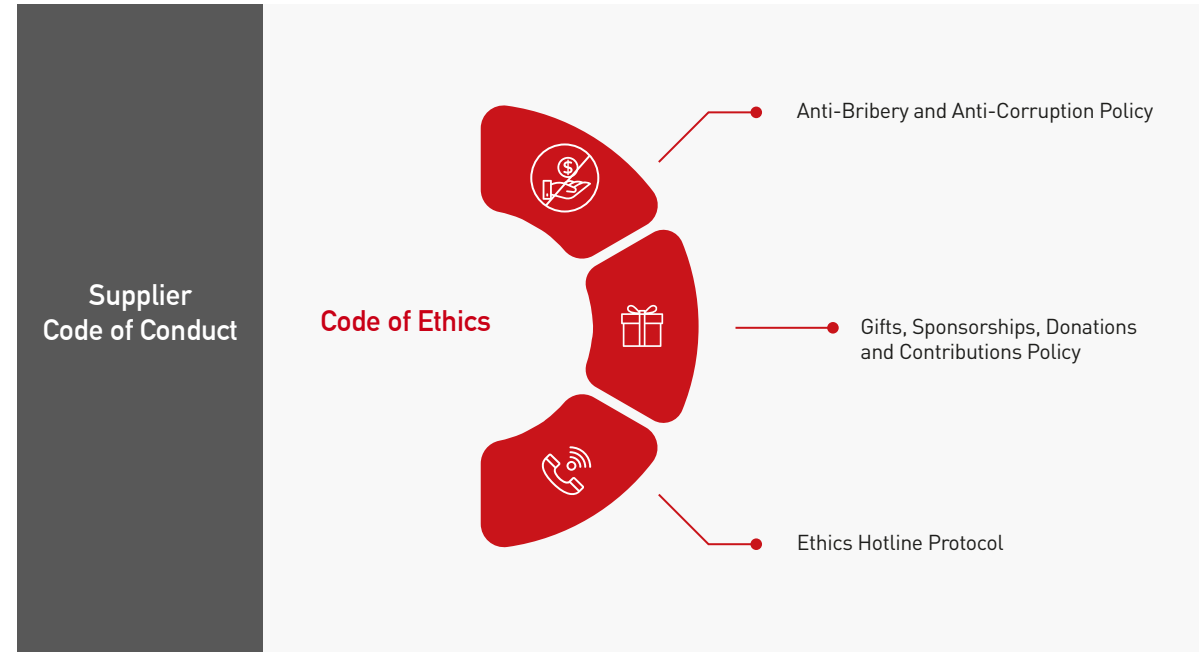 Supplier
Code of Conduct
Code of Ethics
$
Anti-Bribery and Anti-Corruption Policy
Gifts, Sponsorships, Donations
and Contributions Policy
Ethics Hotline Protocol